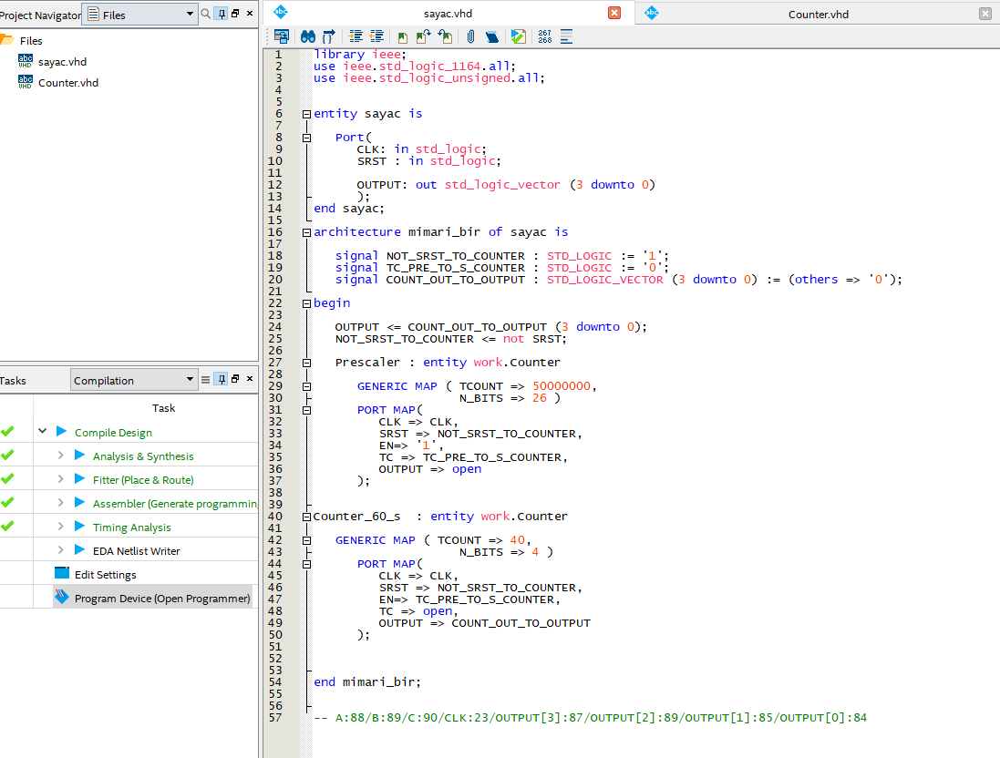 Project Navigator Files
Files
sayac.vhd
Counter.vhd
Tasks Compilation
Task
Compile Design
Analysis & Synthesis
Fitter (Place & Route)
Assembler (Generate programmin
Timing Analysis
EDA Netlist Writer
Edit Settings
Program Device (Open Programmer)
abc sayac.vhd abc Counter.vhd
267
268
1 library ieee;
2 use ieee.std_logic_1164.all;
3 use ieee.std_logic_unsigned.all;
4
5
6 entity sayac is
7
8 Port(
9 CLK: in std_logic;
10 SRST : in std_logic;
11
12 OUTPUT: out std_logic_vector (3 downto 0)
13 );
14 end sayac;
15
16 architecture mimari_bir of sayac is
17
18 signal NOT_SRST_TO_COUNTER : STD_LOGIC := '1';
19 signal TC_PRE_TO_S_COUNTER : STD_LOGIC := '0';
20 signal COUNT_OUT_TO_OUTPUT : STD_LOGIC_VECTOR (3 downto 0) := (others => '0');
21
22 begin
23
24 OUTPUT <= COUNT_OUT_TO_OUTPUT (3 downto 0);
25 NOT_SRST_TO_COUNTER <= not SRST;
26
27 Prescaler : entity work.Counter
28
29 GENERIC MAP ( TCOUNT => 50000000,
30 N_BITS => 26 )
31 PORT MAP(
32 CLK => CLK,
33 SRST => NOT_SRST_TO_COUNTER,
34 EN=> '1',
35 TC => TC_PRE_TO_S_COUNTER,
36 OUTPUT => open
37 );
38
39
40 Counter_60_s : entity work.Counter
41
42 GENERIC MAP ( TCOUNT => 40,
43 N_BITS => 4 )
44 PORT MAP(
45 CLK => CLK,
46 SRST => NOT_SRST_TO_COUNTER,
47 EN=> TC_PRE_TO_S_COUNTER,
48 TC => open,
49 OUTPUT => COUNT_OUT_TO_OUTPUT
50 );
51
52
53
54 end mimari_bir;
55
56
57 -- A:88/B:89/C:90/CLK:23/OUTPUT[3]:87/OUTPUT[2]:89/OUTPUT[1]:85/OUTPUT[0]:84